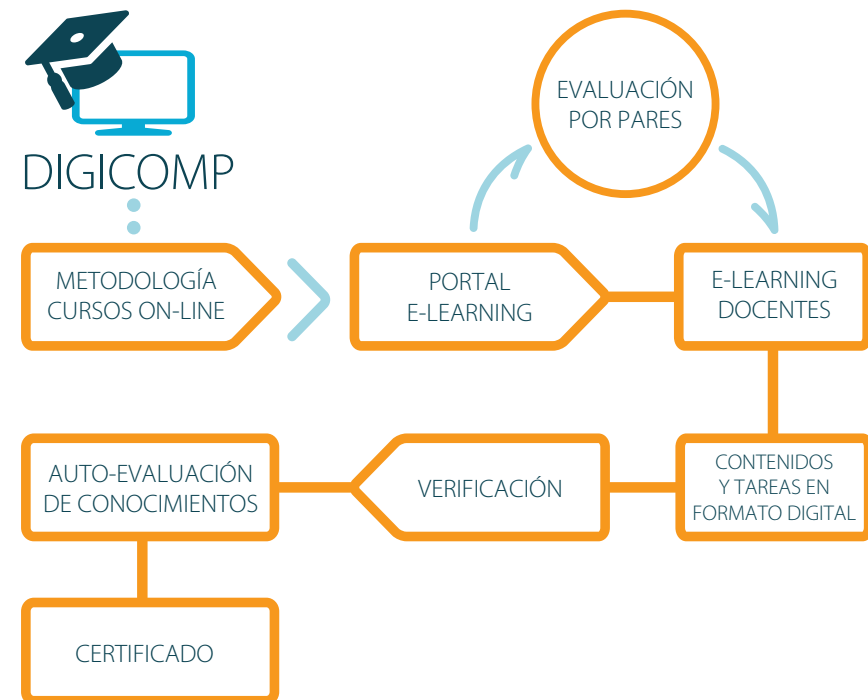 DIGICOMP
METODOLOGÍA
CURSOS ON-LINE
PORTAL
E-LEARNING
EVALUACIÓN
POR PARES
E-LEARNING
DOCENTES
CONTENIDOS
Y TAREAS EN
FORMATO DIGITAL
VERIFICACIÓN
AUTO-EVALUACIÓN
DE CONOCIMIENTOS
CERTIFICADO